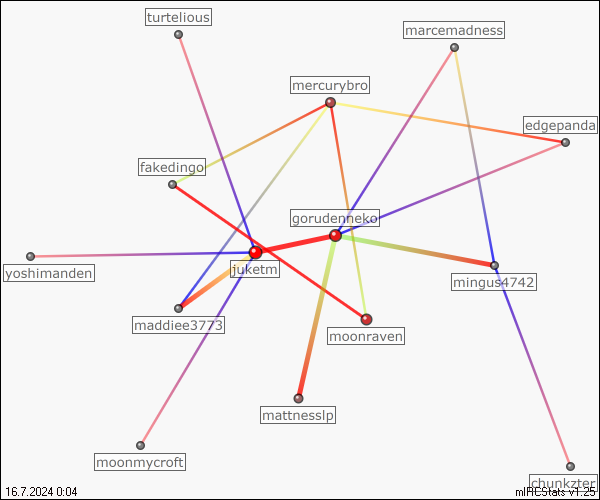 turtelious
marcemadness
mercurybro
edgepanda
fakedingo
gorudenneko
yoshimanden
juketm
mingus4742
maddiee3773
moonraven
mattnesslp
moonmycroft
chunkzter
16.7.2024 0:04
mIRCStats v1.25